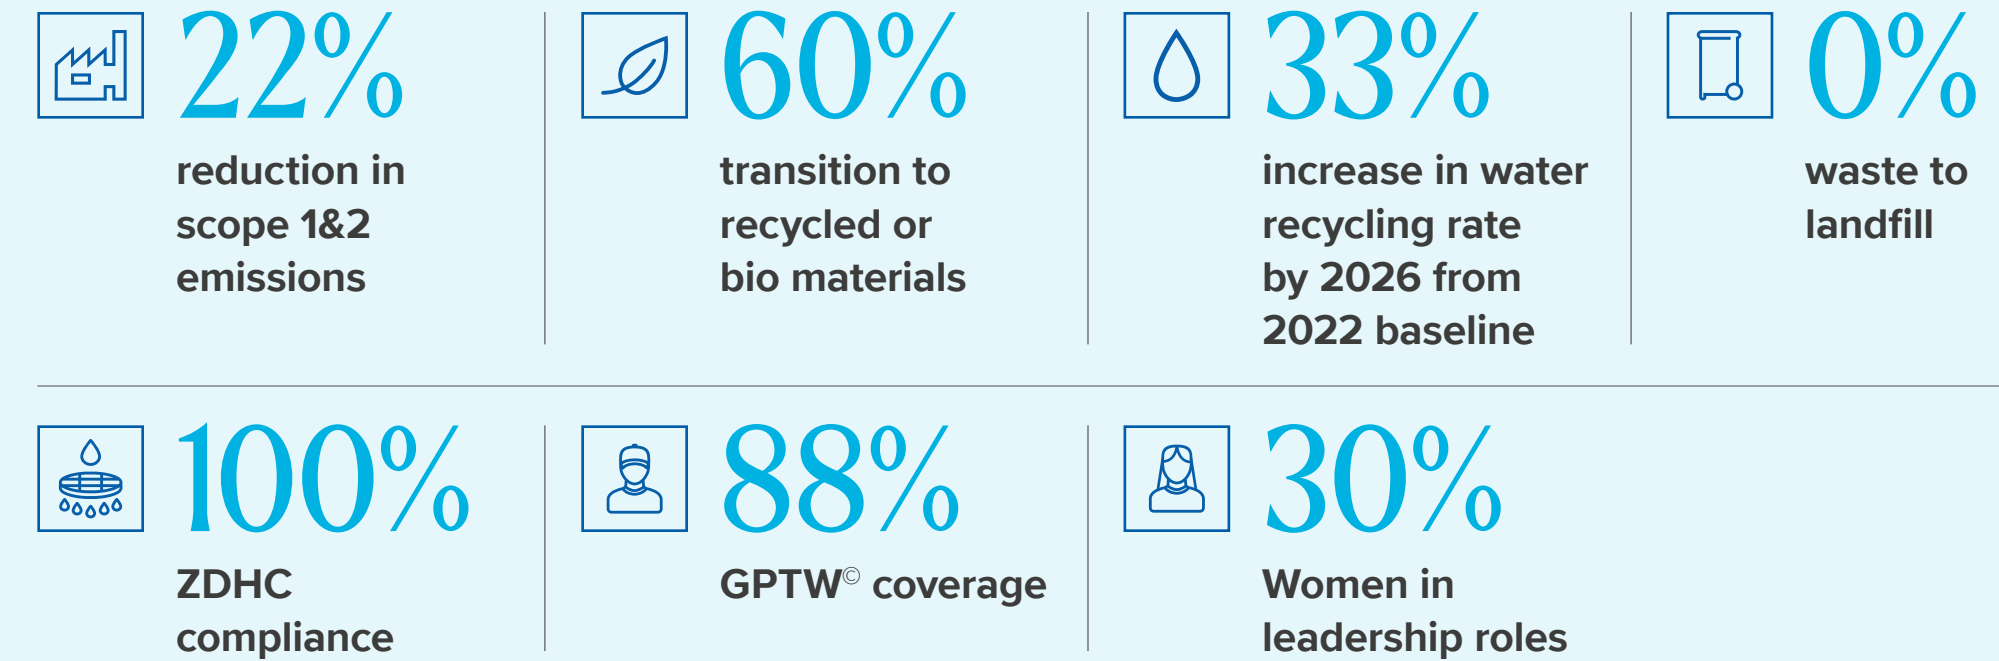 22%
reduction in
scope 1&2
emissions
60%
transition to
recycled or
bio materials
33%
increase in water
recycling rate
by 2026 from
2022 baseline
0%
waste to
landfill
100%
ZDHC
compliance
88%
GPTW© coverage
30%
Women in
leadership roles